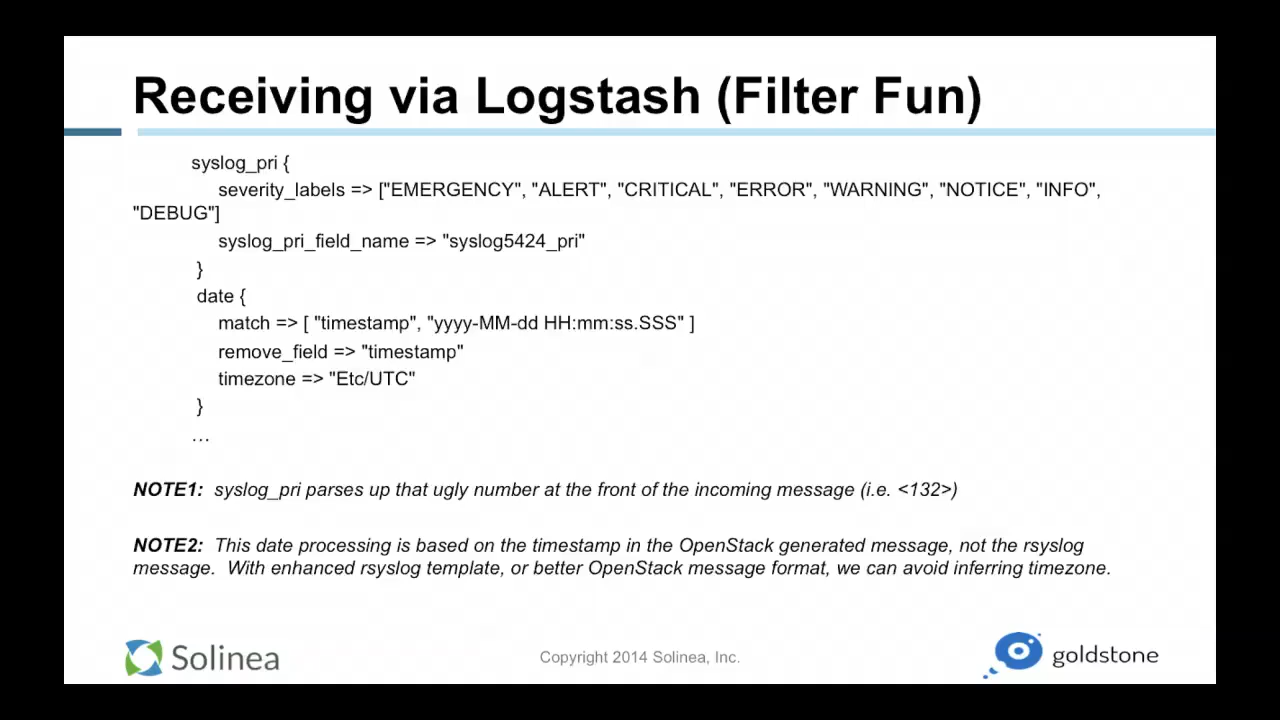 Receiving via Logstash (Filter Fun)
syslog_pri {
severity_labels => ["EMERGENCY", "ALERT", "CRITICAL", "ERROR", "WARNING", "NOTICE", "INFO",
"DEBUG"]
syslog_pri_field_name => "syslog5424_pri"
}
date {
match => [ "timestamp", "yyyy-MM-dd HH:mm:ss.SSS" ]
remove_field => "timestamp"
timezone => "Etc/UTC"
}
…
NOTE1: syslog_pri parses up that ugly number at the front of the incoming message (i.e. <132>)
NOTE2: This date processing is based on the timestamp in the OpenStack generated message, not the rsyslog
message. With enhanced rsyslog template, or better OpenStack message format, we can avoid inferring timezone.
Solinea
Copyright 2014 Solinea, Inc.
goldstone